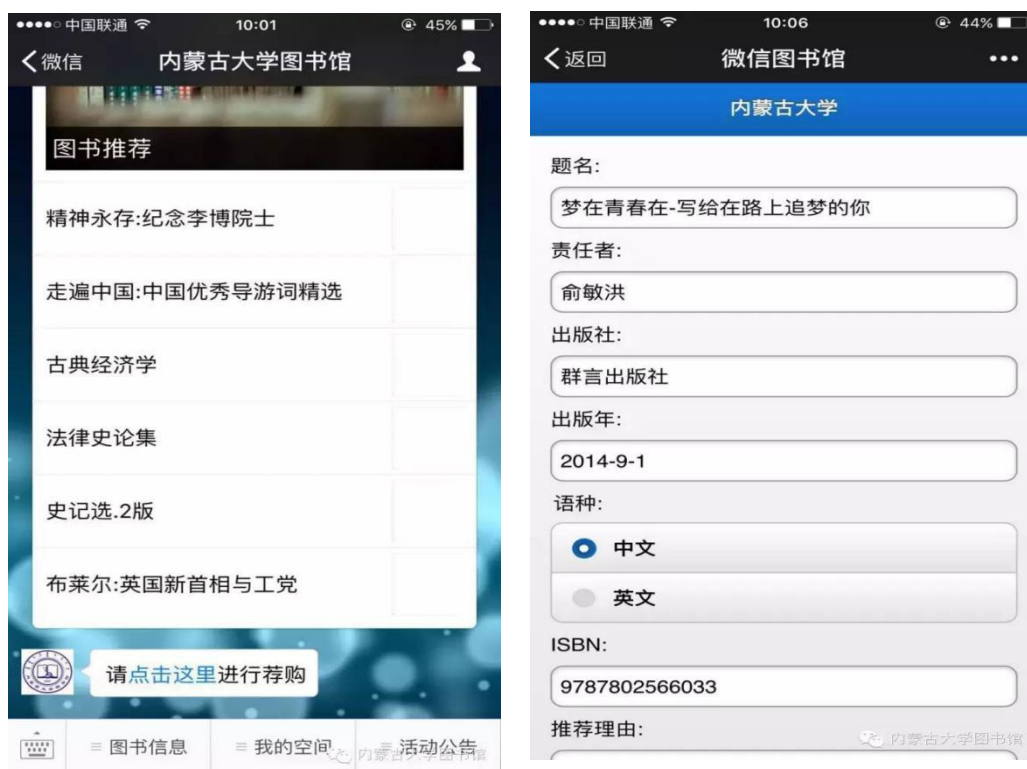 中国联通 10:01 45%
微信 内蒙古大学图书馆
图书推荐
精神永存:纪念李博院士
走遍中国:中国优秀导游词精选
古典经济学
法律史论集
史记选.2版
布莱尔:英国新首相与工党
请点击这里进行荐购
图书信息 我的空间 活动公告
内蒙古大学图书馆
中国联通 10:06 44%
返回 微信图书馆
内蒙古大学
题名:
梦在青春在-写给在路上追梦的你
责任者:
俞敏洪
出版社:
群言出版社
出版年:
2014-9-1
语种:
中文
英文
ISBN:
9787802566033
推荐理由:
内蒙古大学图书馆